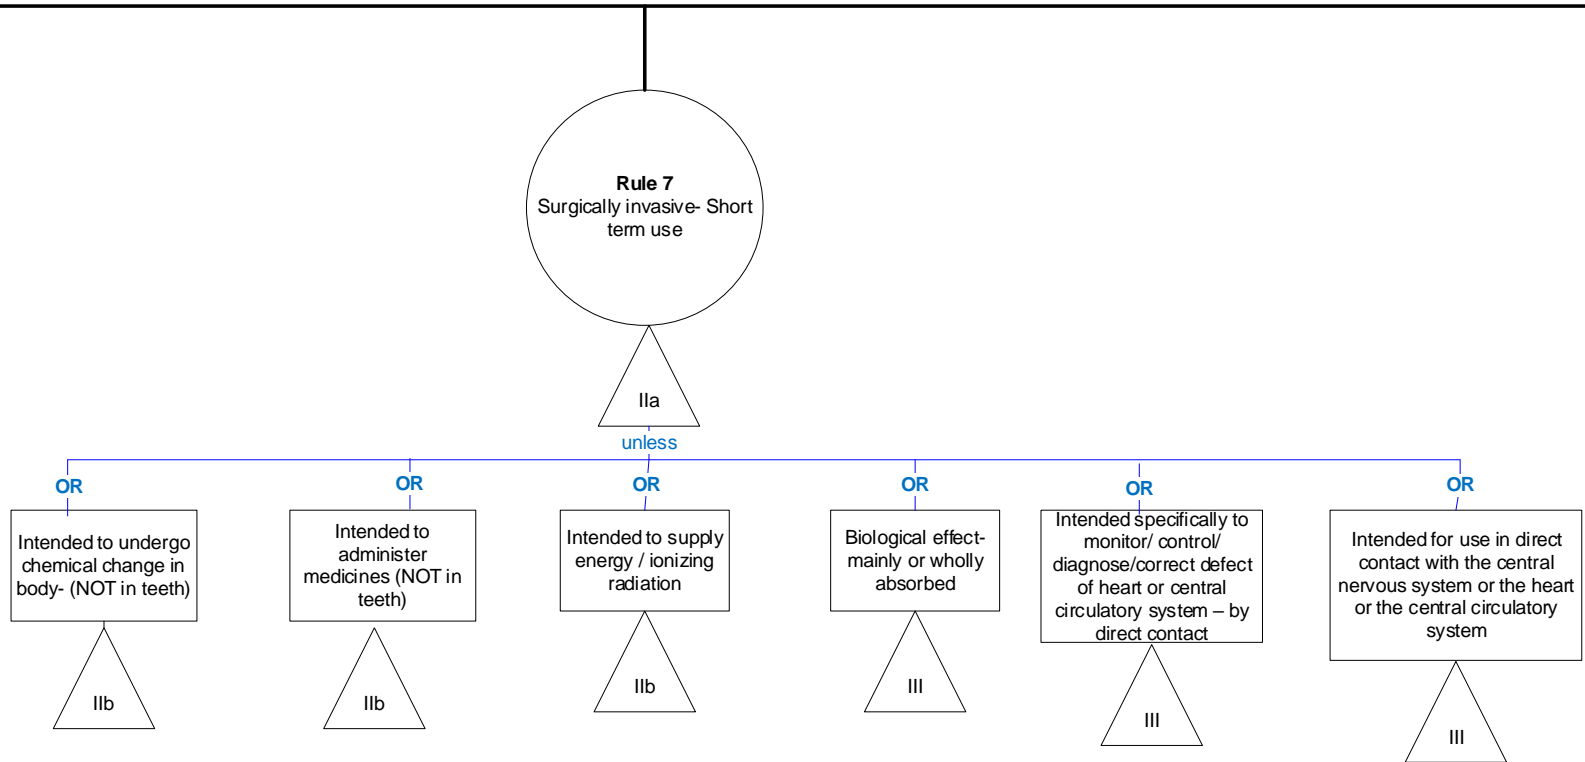 Rule 7
Surgically invasive- Short
term use
IIa
unless
OR
OR
OR
OR
OR
OR
Intended to undergo
chemical change in
body- (NOT in teeth)
IIb
Intended to
administer
medicines (NOT in
teeth)
IIb
Intended to supply
energy / ionizing
radiation
IIb
Biological effect-
mainly or wholly
absorbed
III
Intended specifically to
monitor/ control/
diagnose/correct defect
of heart or central
circulatory system – by
direct contact
III
Intended for use in direct
contact with the central
nervous system or the heart
or the central circulatory
system
III